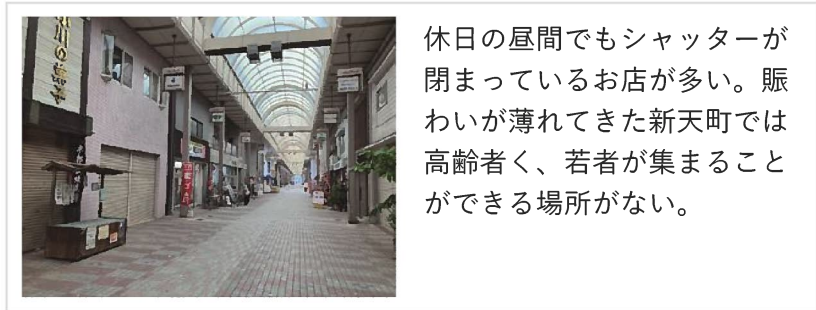 休日の昼間でもシャッターが
閉まっているお店が多い。賑
わいが薄れてきた新天町では
高齢者く、若者が集まること
ができる場所がない。